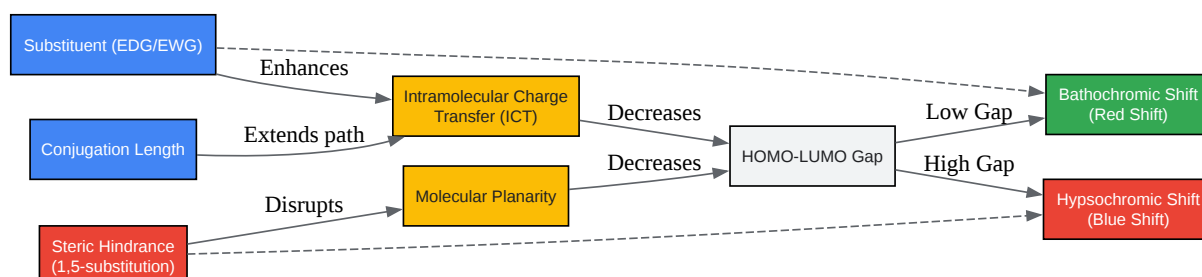 Substituent (EDG/EWG)
Enhances
Intramolecular Charge
Transfer (ICT)
Decreases
Bathochromic Shift
(Red Shift)
Low Gap
Conjugation Length
Extends path
HOMO-LUMO Gap
Decreases
High Gap
Molecular Planarity
Disrupts
Hypsochromic Shift
(Blue Shift)
Steric Hindrance
(1,5-substitution)